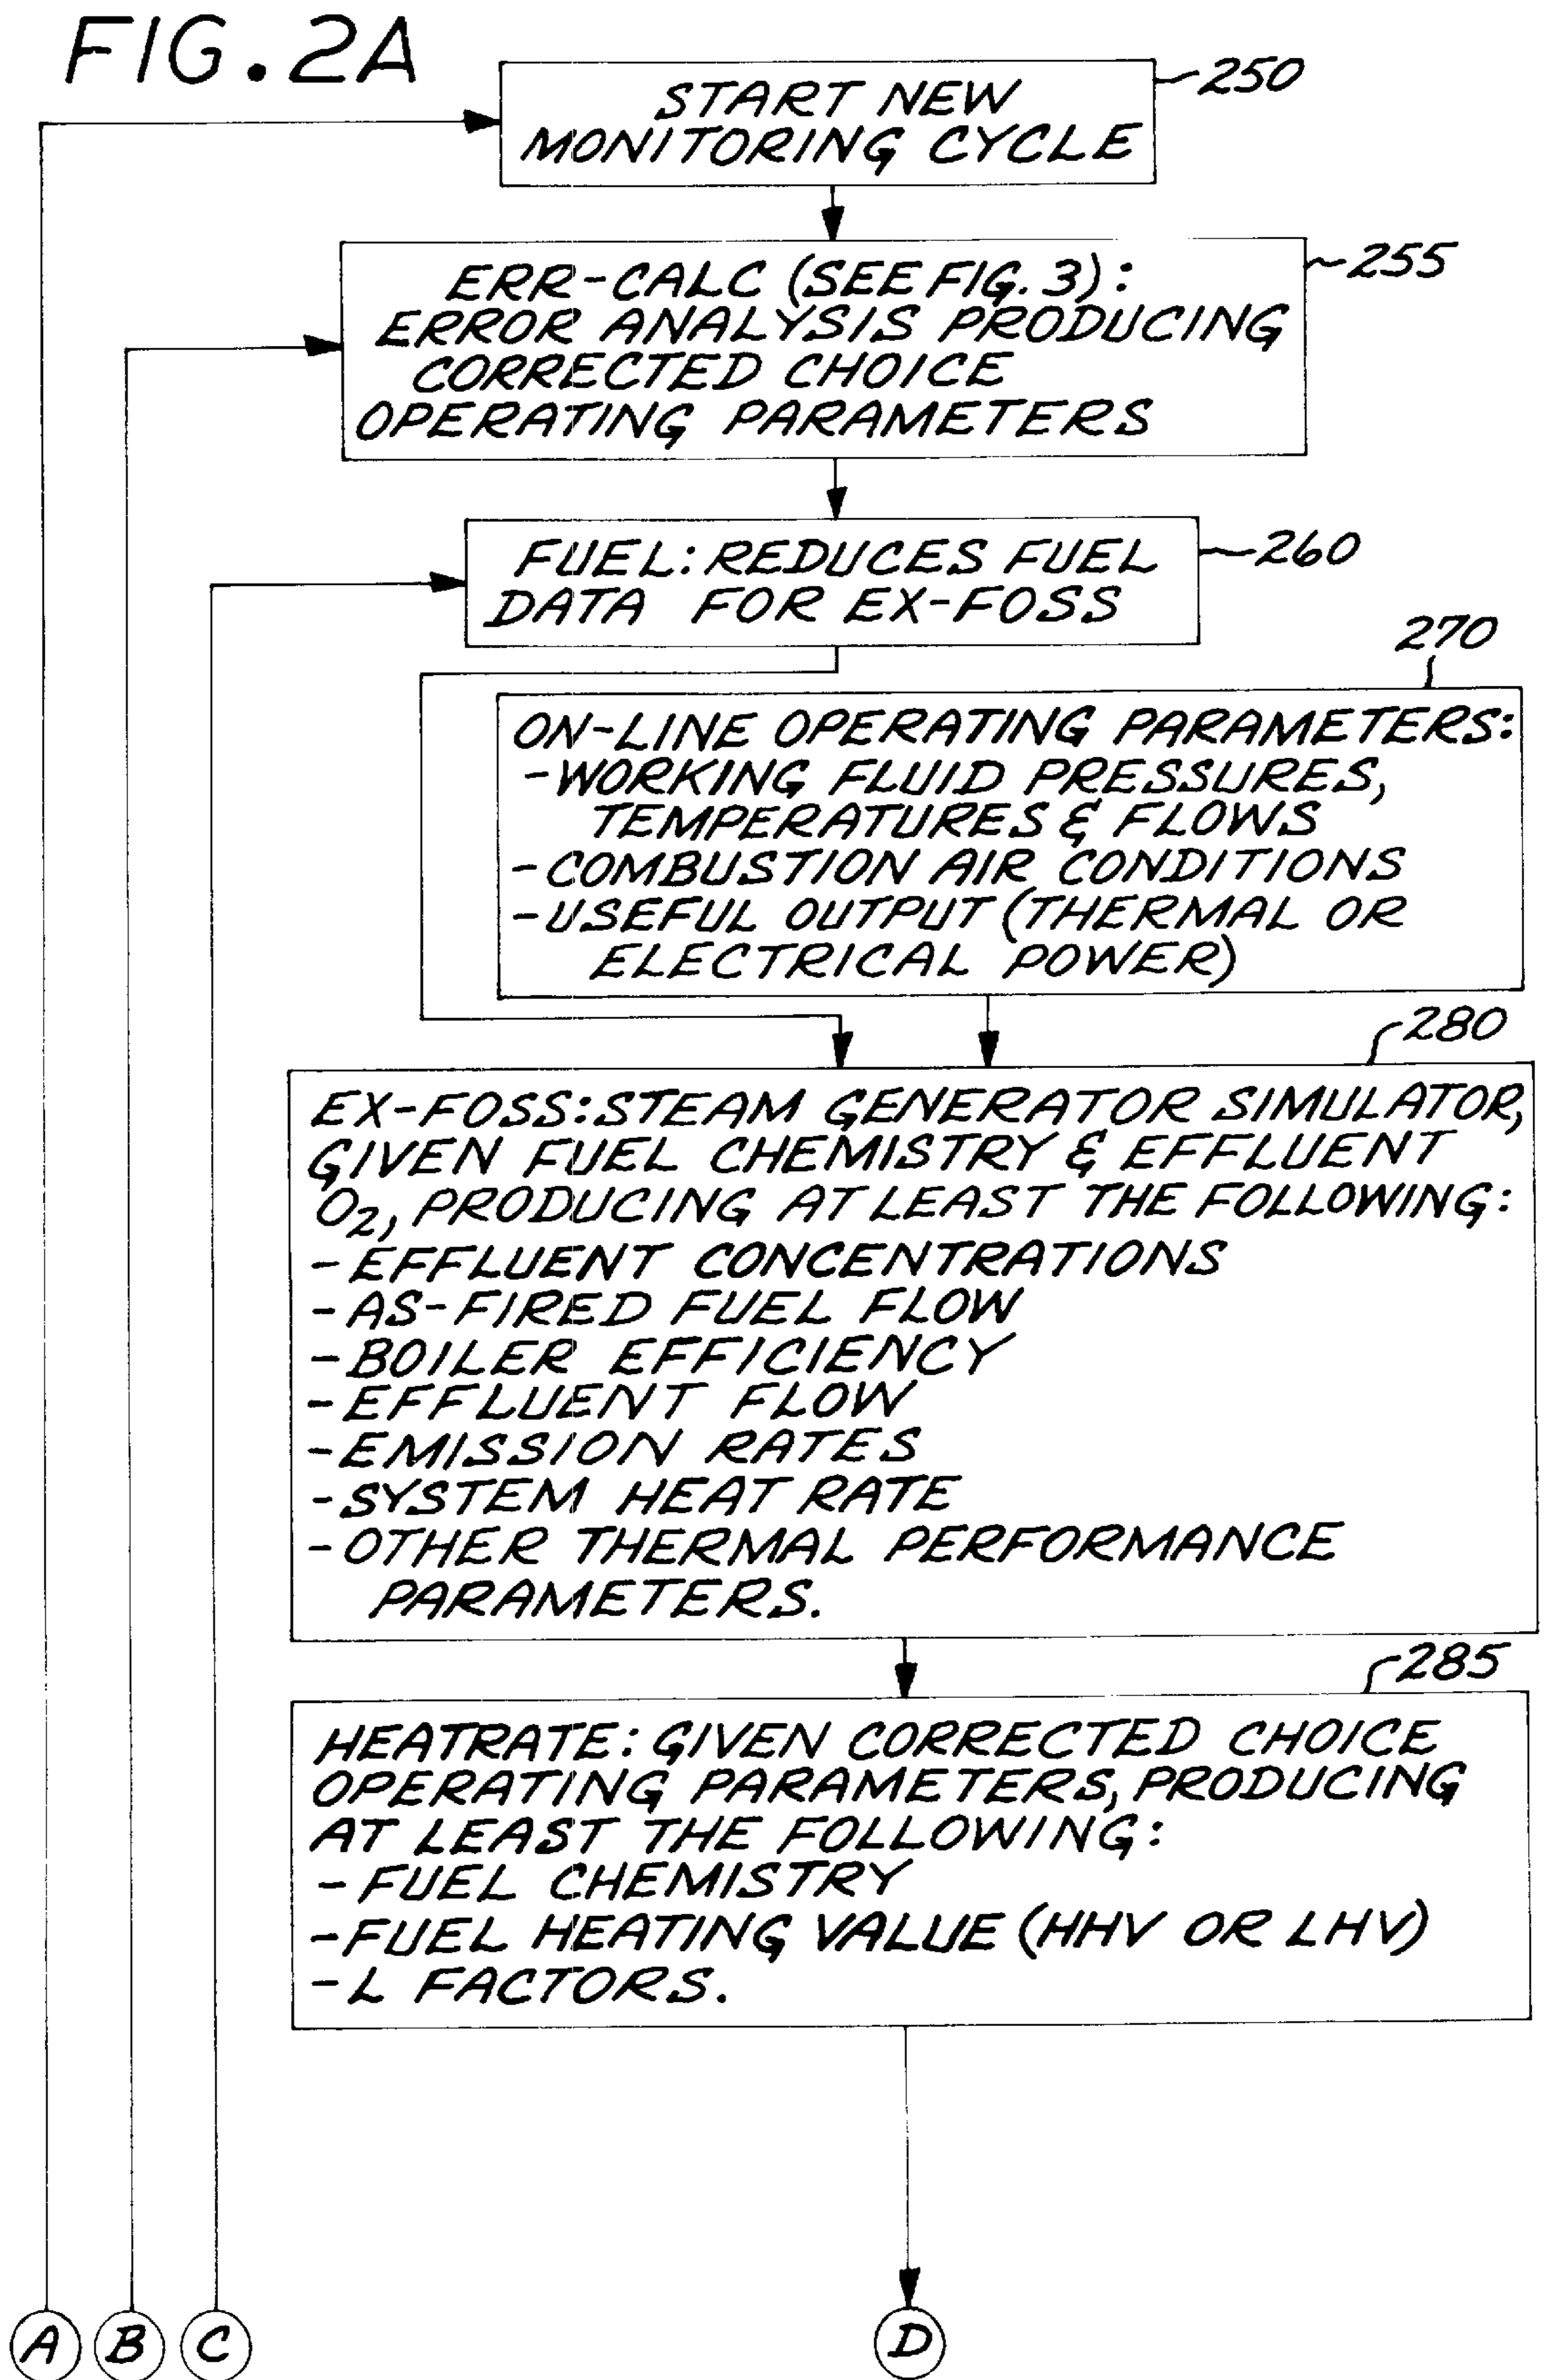 FIG. 2A
START NEW
MONITORING CYCLE
250
ERR-CALC (SEE FIG. 3):
ERROR ANALYSIS PRODUCING
CORRECTED CHOICE
OPERATING PARAMETERS
255
FUEL: REDUCES FUEL
DATA FOR EX-FOSS
260
270
ON-LINE OPERATING PARAMETERS:
-WORKING FLUID PRESSURES,
TEMPERATURES & FLOWS
-COMBUSTION AIR CONDITIONS
-USEFUL OUTPUT (THERMAL OR
ELECTRICAL POWER)
280
EX-FOSS: STEAM GENERATOR SIMULATOR,
GIVEN FUEL CHEMISTRY & EFFLUENT
O2, PRODUCING AT LEAST THE FOLLOWING:
-EFFLUENT CONCENTRATIONS
-AS-FIRED FUEL FLOW
-BOILER EFFICIENCY
-EFFLUENT FLOW
-EMISSION RATES
-SYSTEM HEAT RATE
-OTHER THERMAL PERFORMANCE
PARAMETERS.
285
HEATRATE: GIVEN CORRECTED CHOICE
OPERATING PARAMETERS, PRODUCING
AT LEAST THE FOLLOWING:
- FUEL CHEMISTRY
-FUEL HEATING VALUE (HHV OR LHV)
-L FACTORS.
A B C D